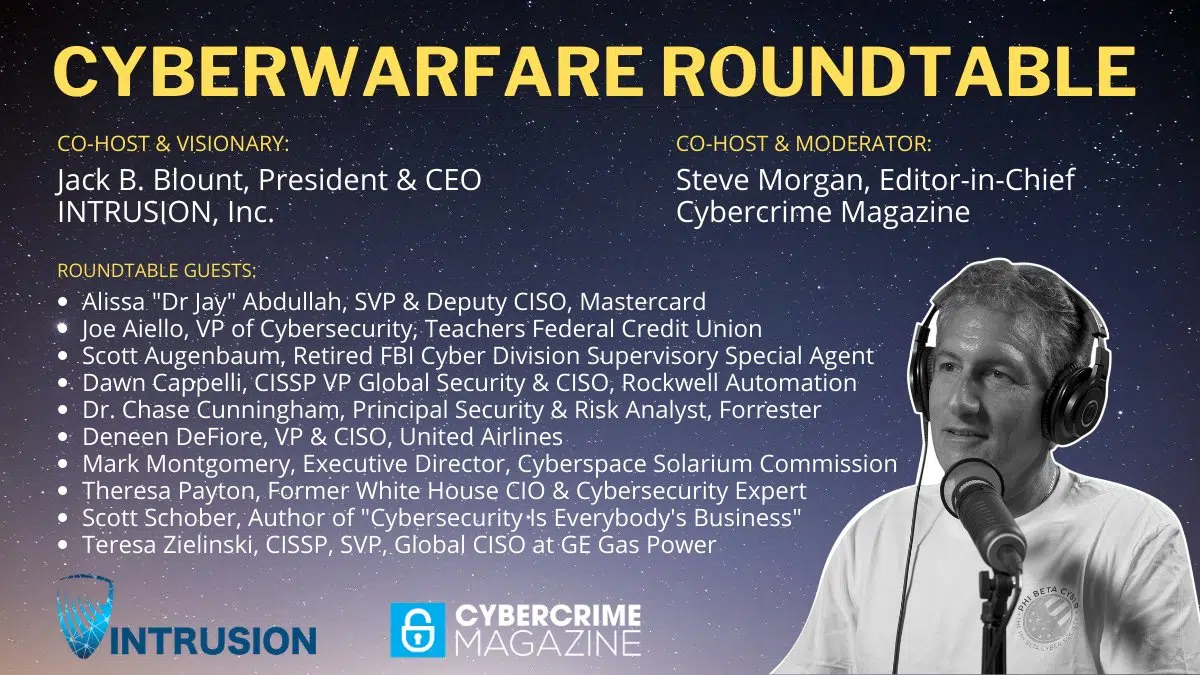 CYBERWARFARE ROUNDTABLE
CO-HOST & VISIONARY:
Jack B. Blount, President & CEO
INTRUSION, Inc.
CO-HOST & MODERATOR:
Steve Morgan, Editor-in-Chief
Cybercrime Magazine
ROUNDTABLE GUESTS:
• Alissa "Dr Jay" Abdullah, SVP & Deputy CISO, Mastercard
• Joe Aiello, VP of Cybersecurity, Teachers Federal Credit Union
• Scott Augenbaum, Retired FBI Cyber Division Supervisory Special Agent
• Dawn Cappelli, CISSP VP Global Security & CISO, Rockwell Automation
• Dr. Chase Cunningham, Principal Security & Risk Analyst, Forrester
• Deneen DeFiore, VP & CISO, United Airlines
• Mark Montgomery, Executive Director, Cyberspace Solarium Commission
• Theresa Payton, Former White House CIO & Cybersecurity Expert
• Scott Schober, Author of "Cybersecurity Is Everybody's Business"
• Teresa Zielinski, CISSP, SVP, Global CISO at GE Gas Power
INTRUSION
CYBERCRIME
MAGAZINE
PHI BETA CYBER